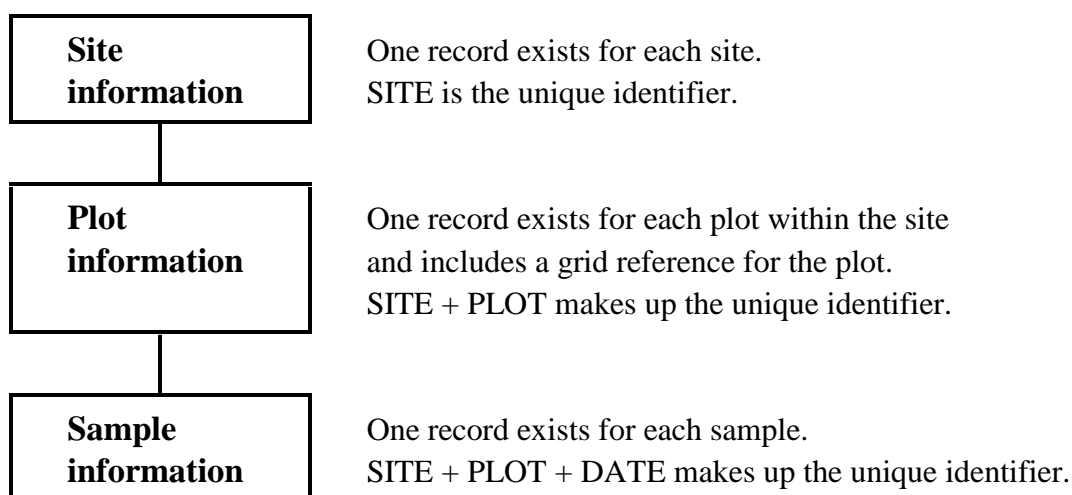 Site
information
One record exists for each site.
SITE is the unique identifier.
Plot
information
One record exists for each plot within the site
and includes a grid reference for the plot.
SITE + PLOT makes up the unique identifier.
Sample
information
One record exists for each sample.
SITE + PLOT + DATE makes up the unique identifier.